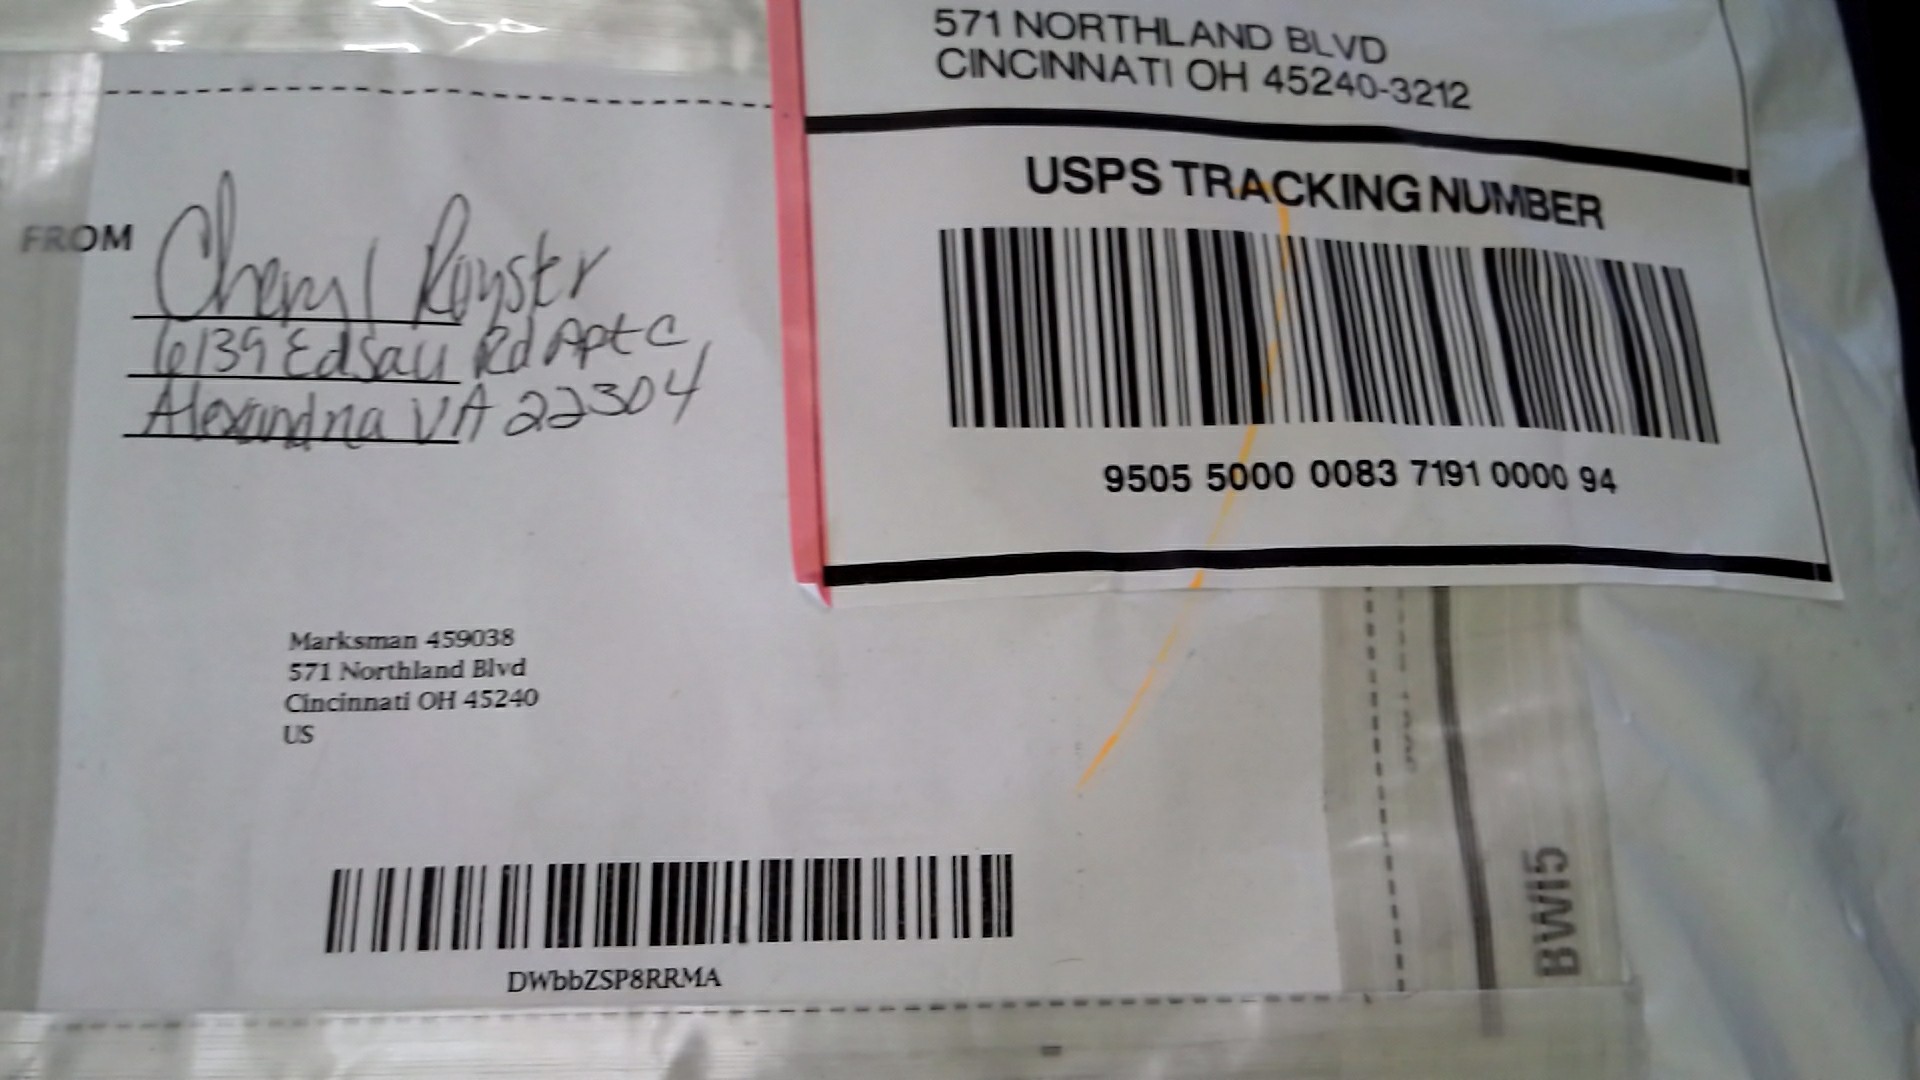 571 NORTHLAND BLVD
CINCINNATI OH 45240-3212
USPS TRACKING NUMBER
9505 5000 0083 7191 0000 94
FROM
Cheryl Royster
6139 Edsall Rd Apt C
Alexandria VA 22304
Marksman 459038
571 Northland Blvd
Cincinnati OH 45240
US
DWbbZSP8RRMA
BWI5